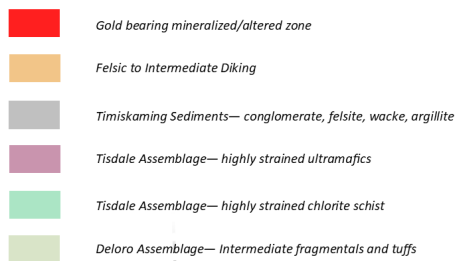 Gold bearing mineralized/altered zone
Felsic to Intermediate Diking
Timiskaming Sediments— conglomerate, felsite, wacke, argillite
Tisdale Assemblage— highly strained ultramafics
Tisdale Assemblage— highly strained chlorite schist
Deloro Assemblage— Intermediate fragmentals and tuffs